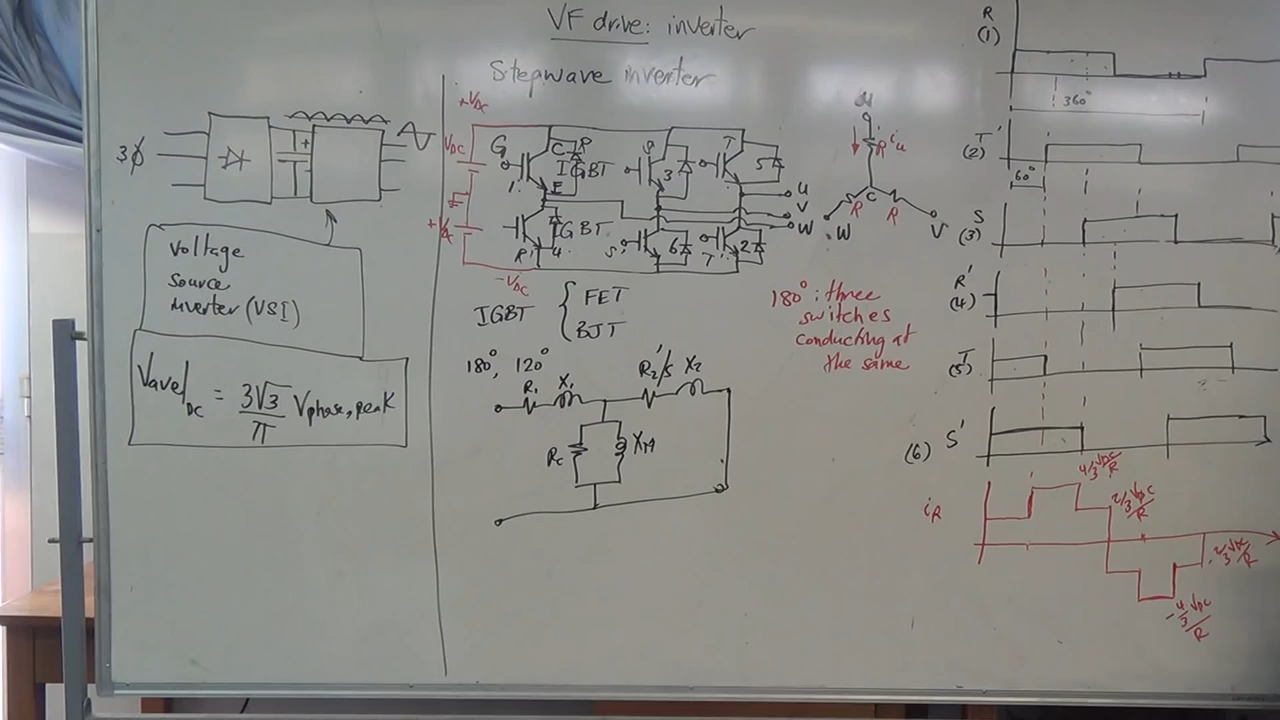 VF drive: inverter
Stepwave inverter
3ϕ
+
Voltage
Source
Inverter (VSI)
Vave|DC = 3√3/π Vphase, peak
+VDC
VDC
-VDC
G C R
IGBT
1. E
3
T
5
IGBT
R' 4.
S' 6
T' 2
U
V
W
IGBT { FET
BJT
180°, 120°
R1 X1
R2'/s X2
Rc XM
u
R iu
C
R R
W V
180°: three
switches
conducting at
the same
R
(1)
360°
T'
(2)
60°
S
(3)
R'
(4)
T
(5)
S'
(6)
iR
4/3 VDC/R
2/3 VDC/R
-2/3 VDC/R
-4/3 VDC/R